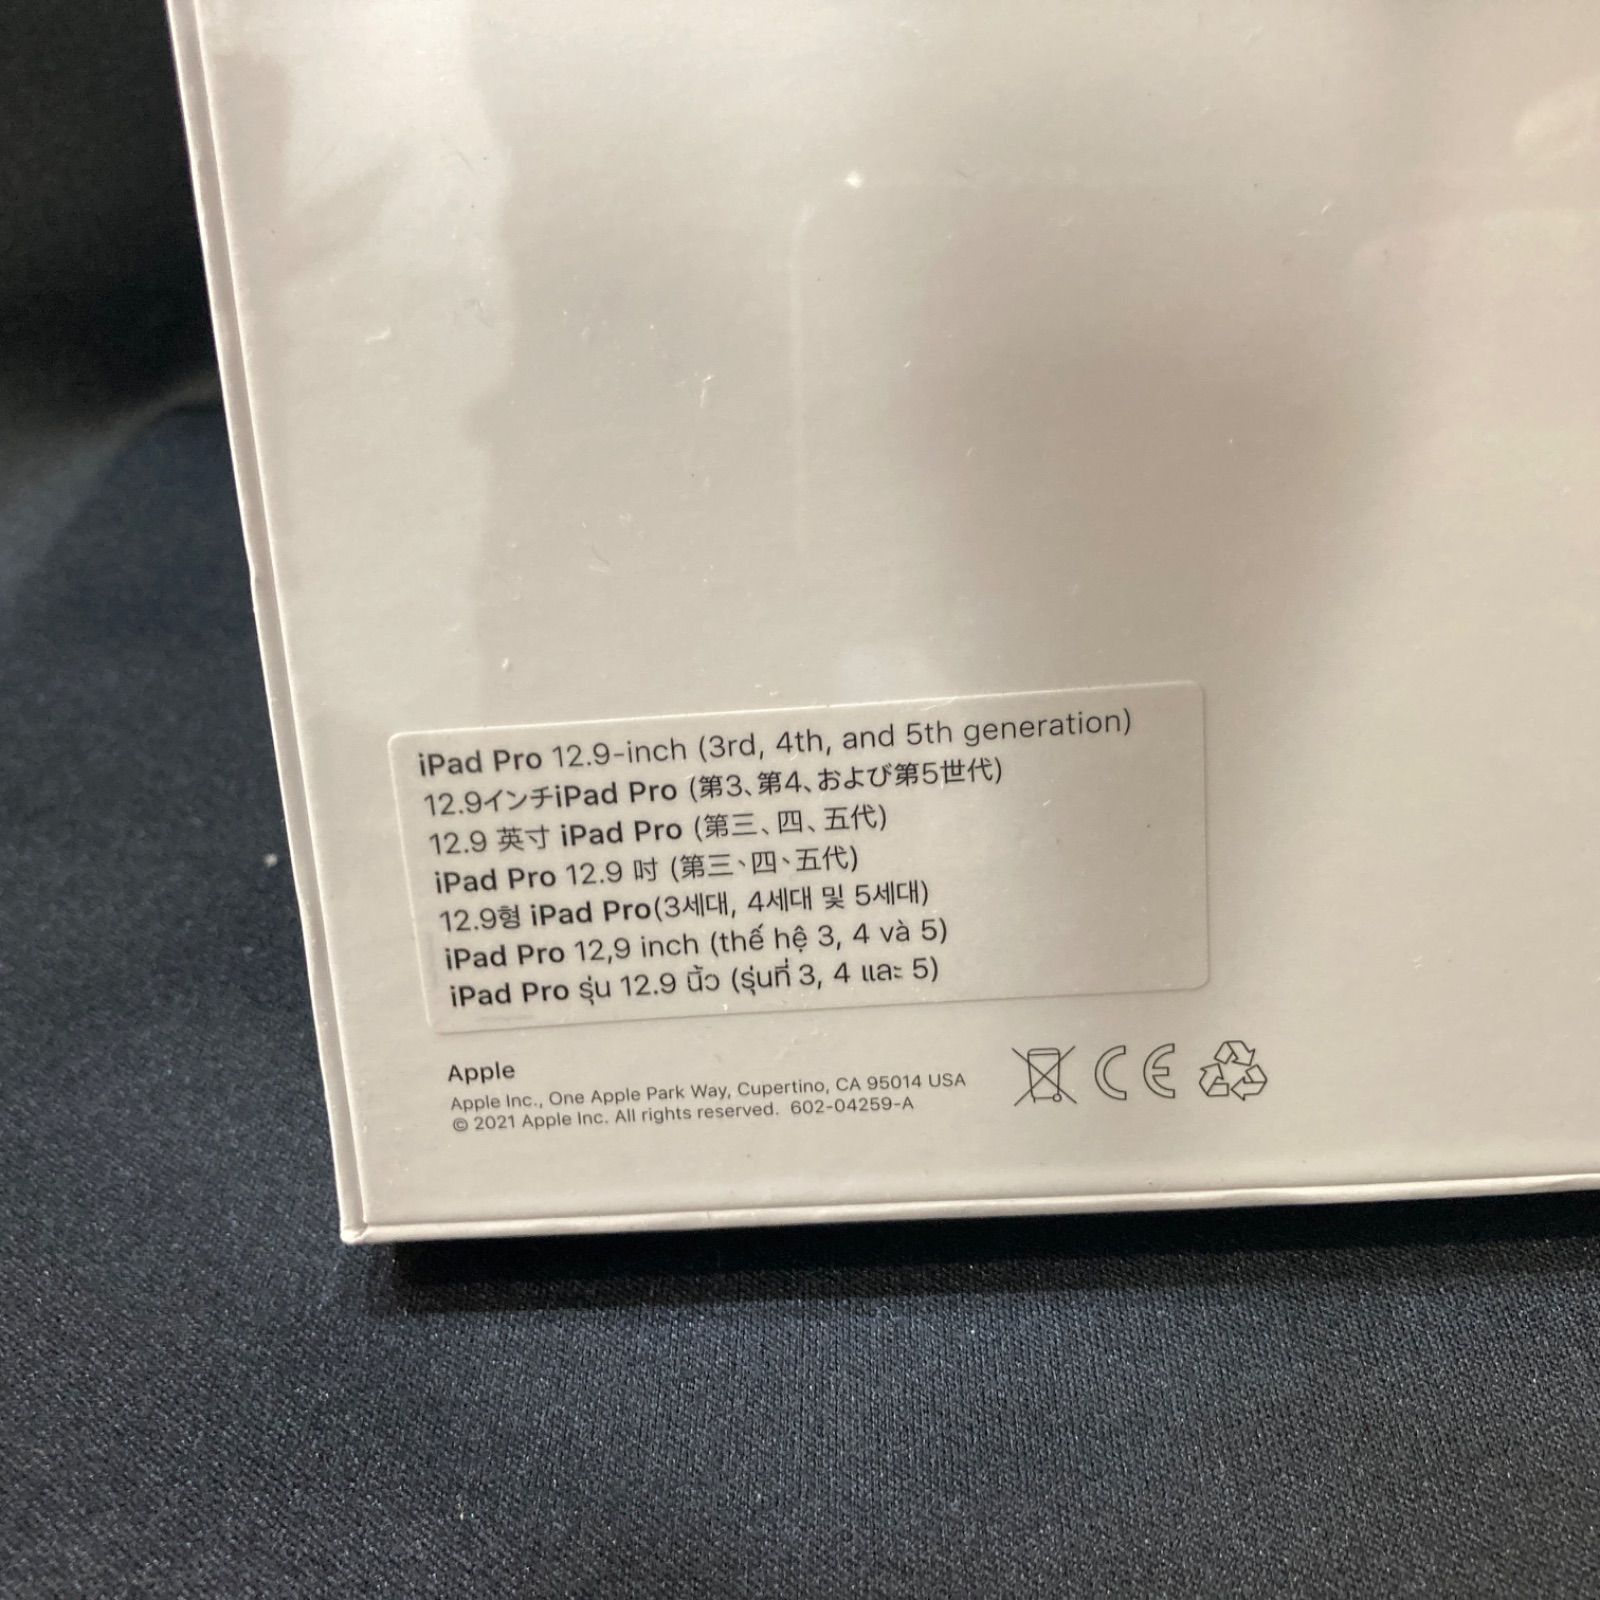 iPad Pro 12.9-inch (3rd, 4th, and 5th generation)
12.9インチiPad Pro (第3、第4、および第5世代)
12.9 英寸 iPad Pro (第三、四、五代)
iPad Pro 12.9 吋 (第三、四、五代)
12.9형 iPad Pro(3세대, 4세대 및 5세대)
iPad Pro 12,9 inch (thế hệ 3, 4 và 5)
iPad Pro รุ่น 12.9 นิ้ว (รุ่นที่ 3, 4 และ 5)
Apple
Apple Inc., One Apple Park Way, Cupertino, CA 95014 USA
© 2021 Apple Inc. All rights reserved. 602-04259-A
CE